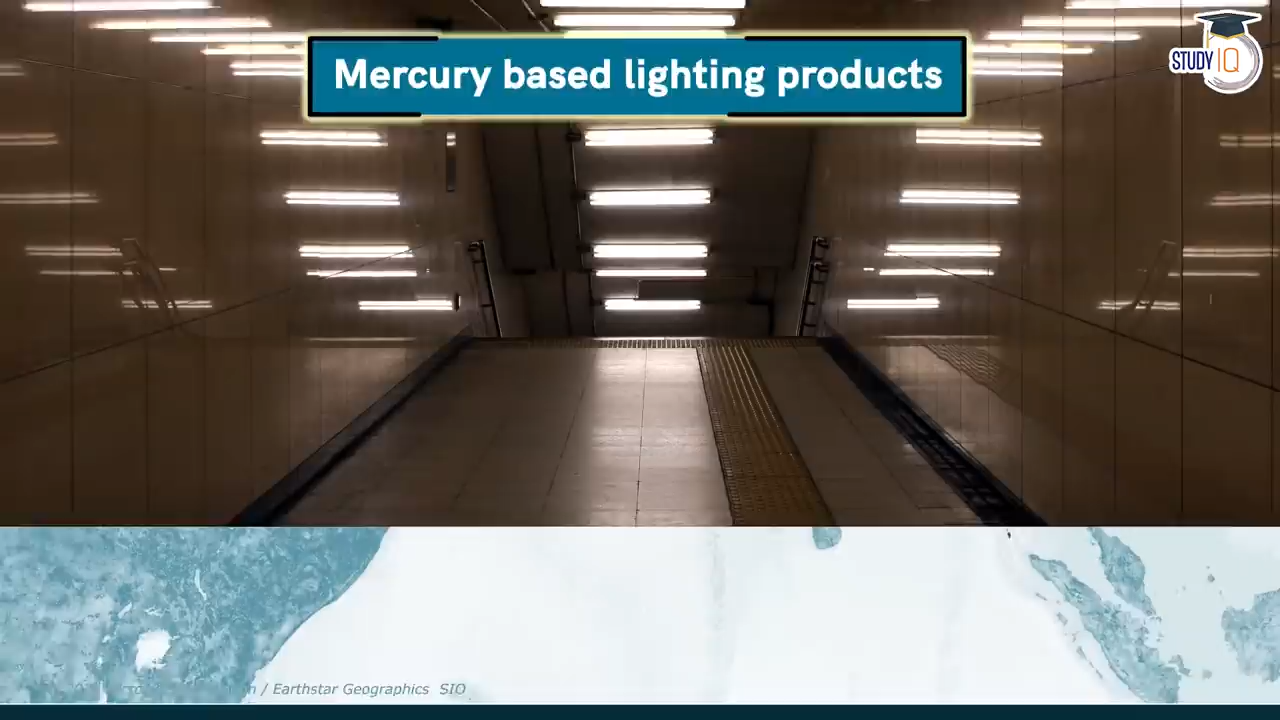 Mercury based lighting products
STUDY IQ
/ Earthstar Geographics SIO